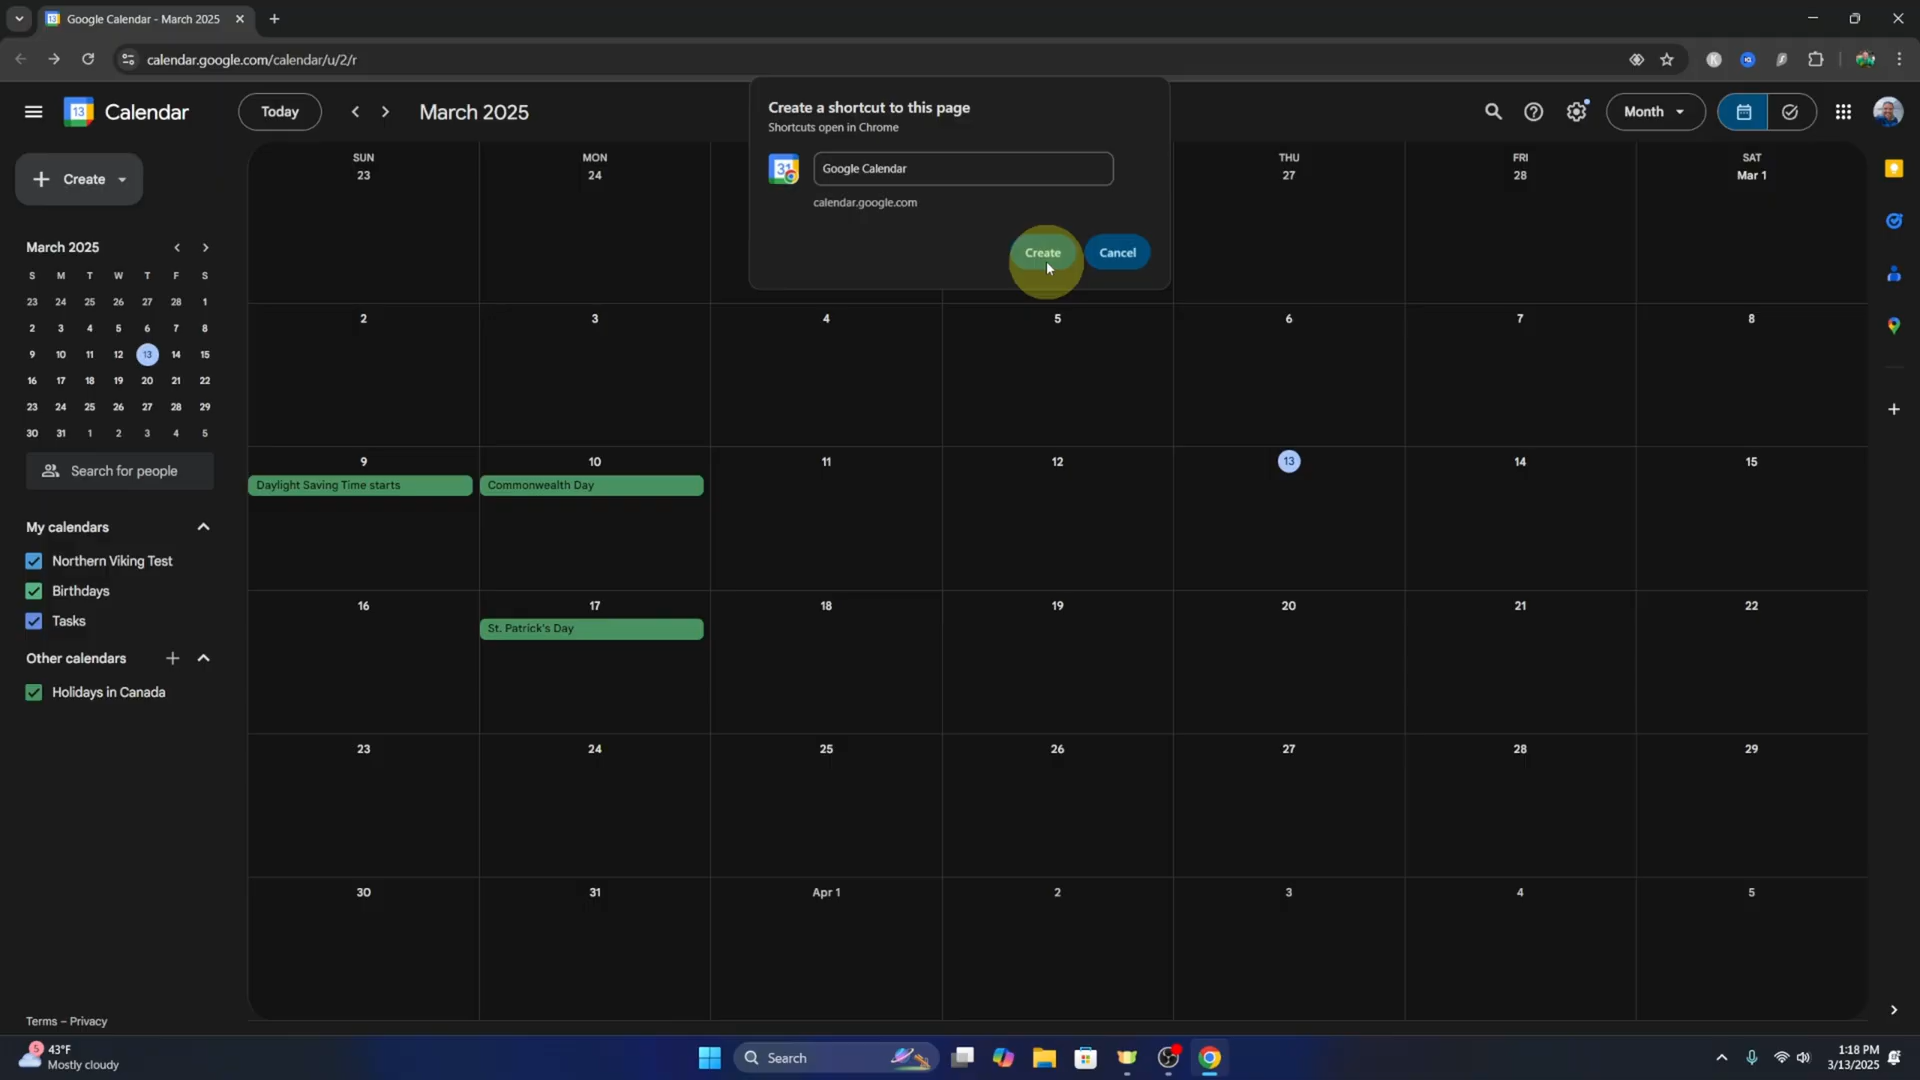 Google Calendar - March 2025
calendar.google.com/calendar/u/2/r
13
Calendar
Today
March 2025
Month
Create a shortcut to this page
Shortcuts open in Chrome
31
Google Calendar
calendar.google.com
Create
Cancel
Create
March 2025
S M T W T F S
23 24 25 26 27 28 1
2 3 4 5 6 7 8
9 10 11 12 13 14 15
16 17 18 19 20 21 22
23 24 25 26 27 28 29
30 31 1 2 3 4 5
Search for people
My calendars
Northern Viking Test
Birthdays
Tasks
Other calendars
Holidays in Canada
Terms – Privacy
SUN MON THU FRI SAT
23 24 27 28 Mar 1
2 3 4 5 6 7 8
9 10 11 12 13 14 15
Daylight Saving Time starts
Commonwealth Day
16 17 18 19 20 21 22
St. Patrick's Day
23 24 25 26 27 28 29
30 31 Apr 1 2 3 4 5
5
43°F
Mostly cloudy
Search
1:18 PM
3/13/2025